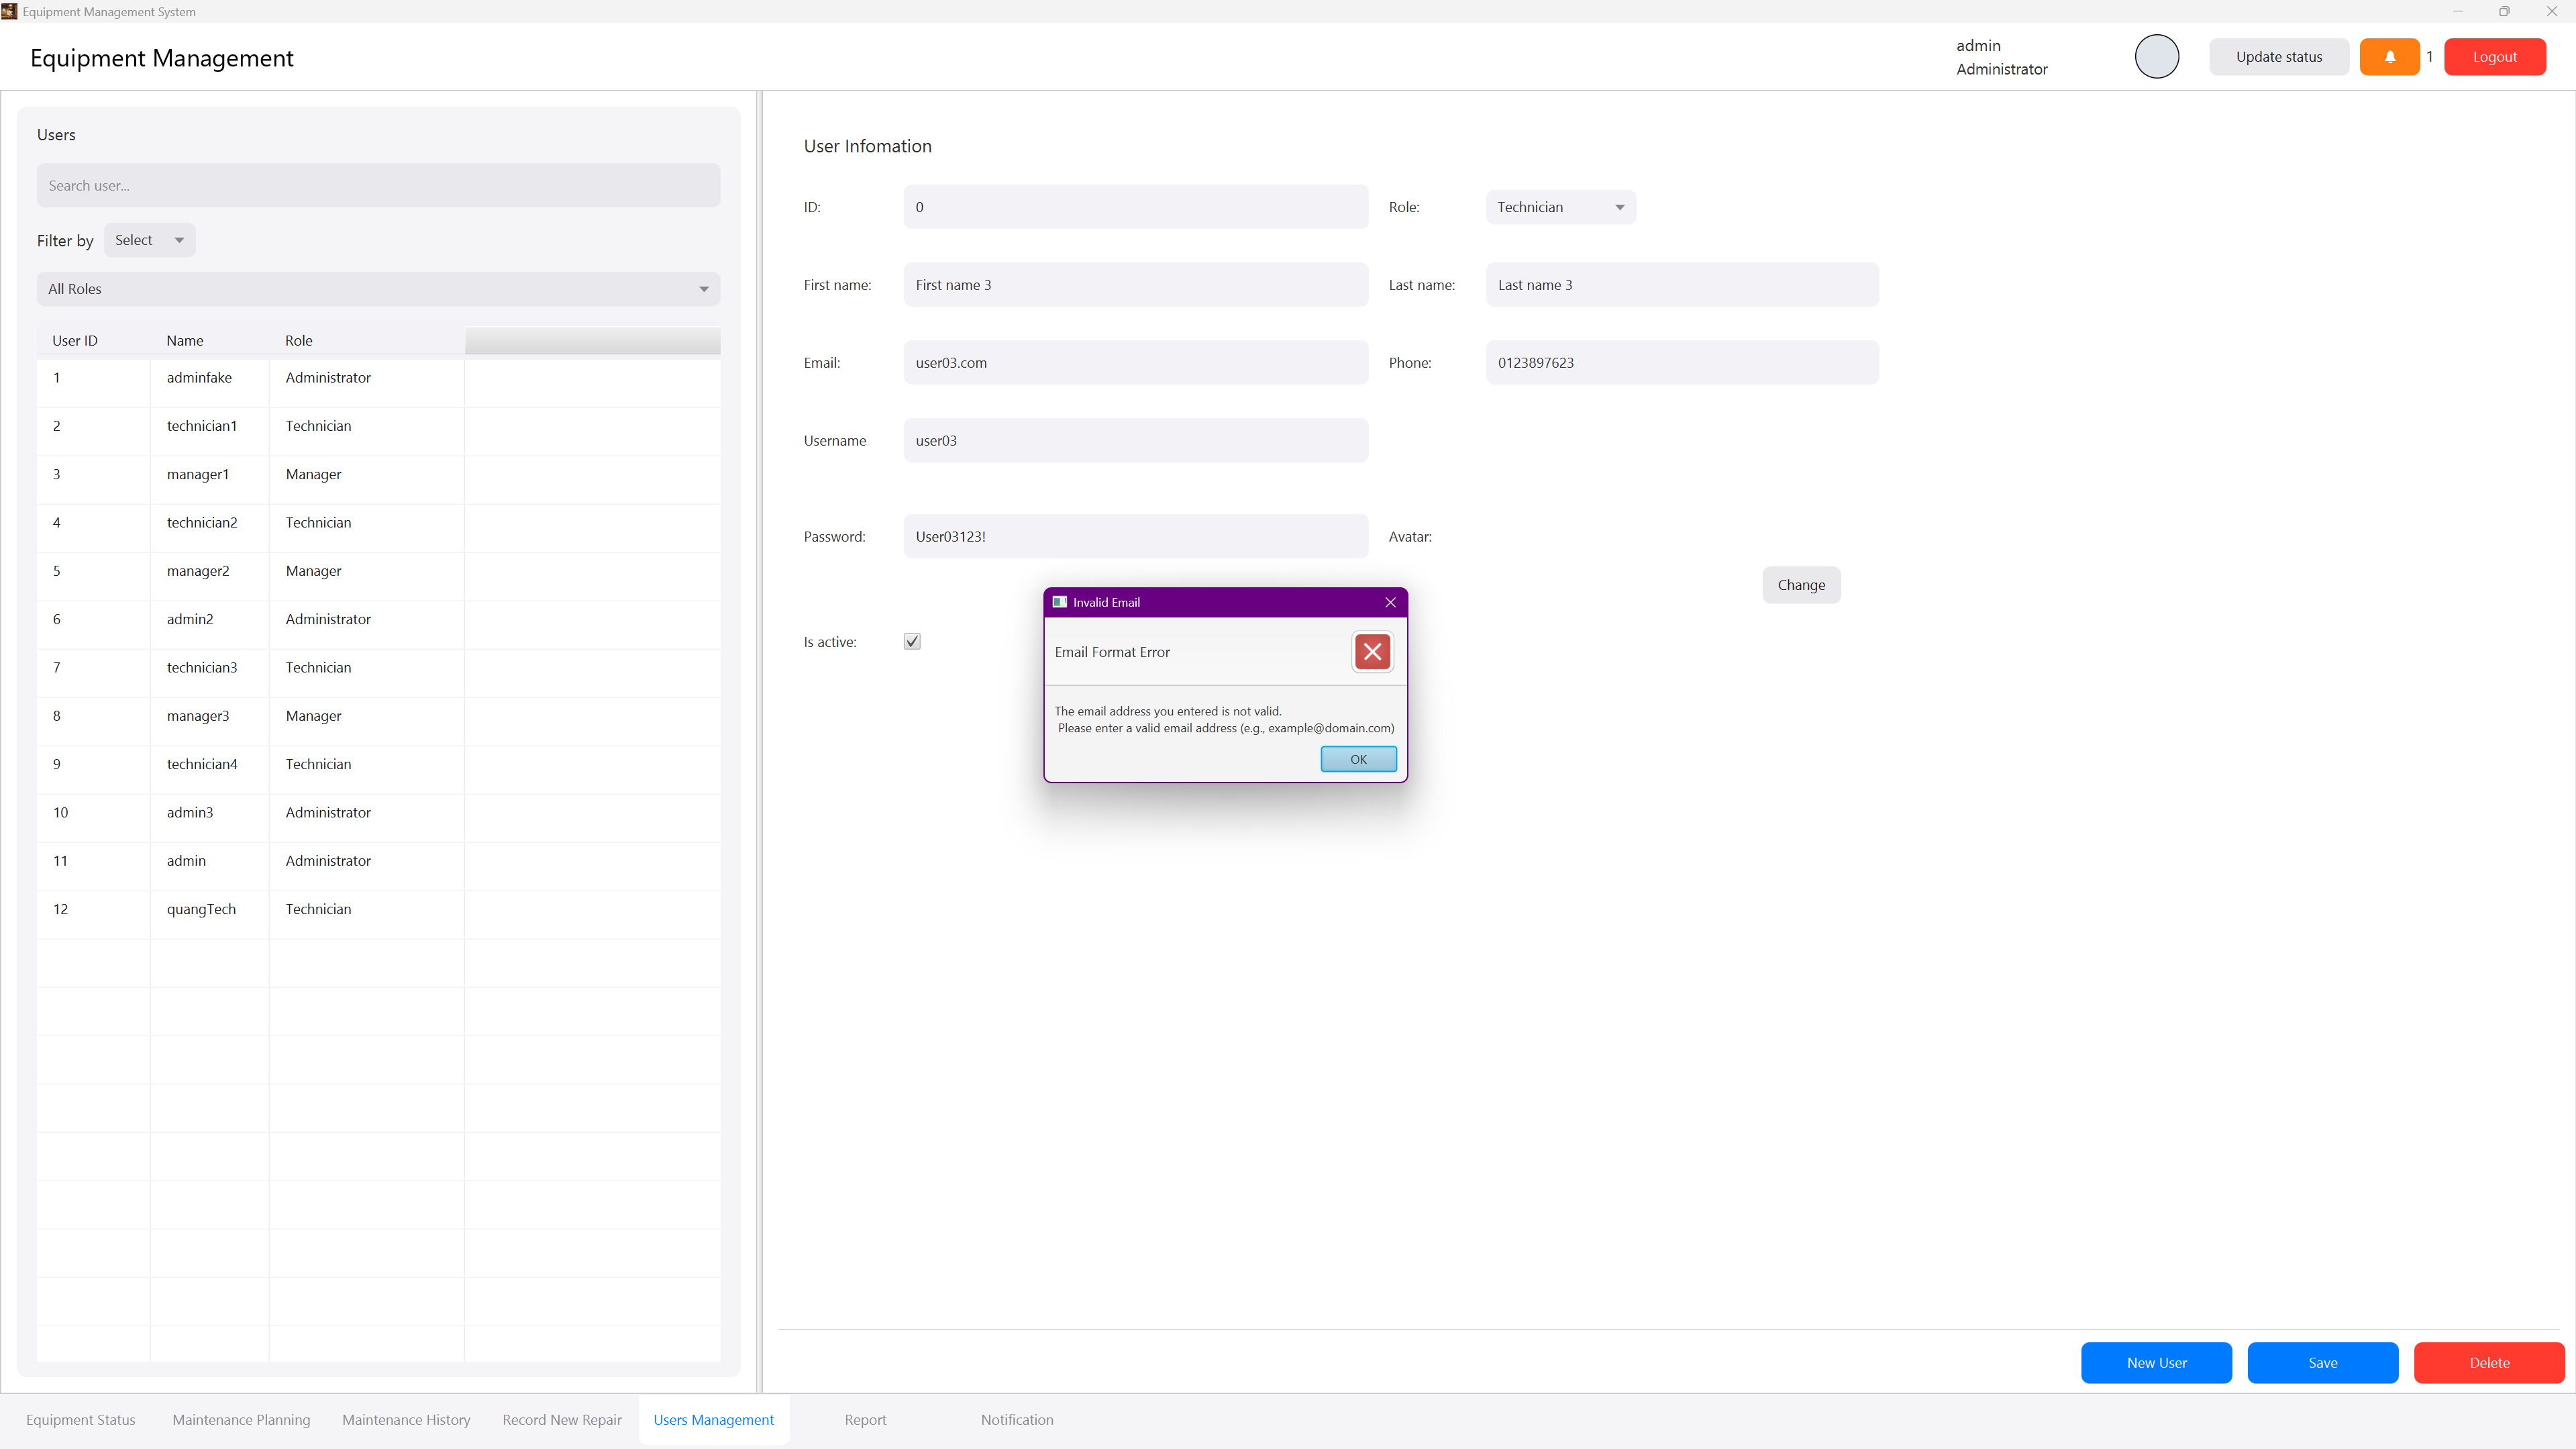 Equipment Management System
Equipment Management
admin
Administrator
Update status
1
Logout
Users
Search user...
Filter by
Select
All Roles
User ID Name Role
1 adminfake Administrator
2 technician1 Technician
3 manager1 Manager
4 technician2 Technician
5 manager2 Manager
6 admin2 Administrator
7 technician3 Technician
8 manager3 Manager
9 technician4 Technician
10 admin3 Administrator
11 admin Administrator
12 quangTech Technician
User Infomation
ID: 0 Role: Technician
First name: First name 3 Last name: Last name 3
Email: user03.com Phone: 0123897623
Username user03
Password: User03123! Avatar:
Change
Is active:
Invalid Email
Email Format Error
The email address you entered is not valid.
Please enter a valid email address (e.g., example@domain.com)
OK
New User Save Delete
Equipment Status Maintenance Planning Maintenance History Record New Repair Users Management Report Notification